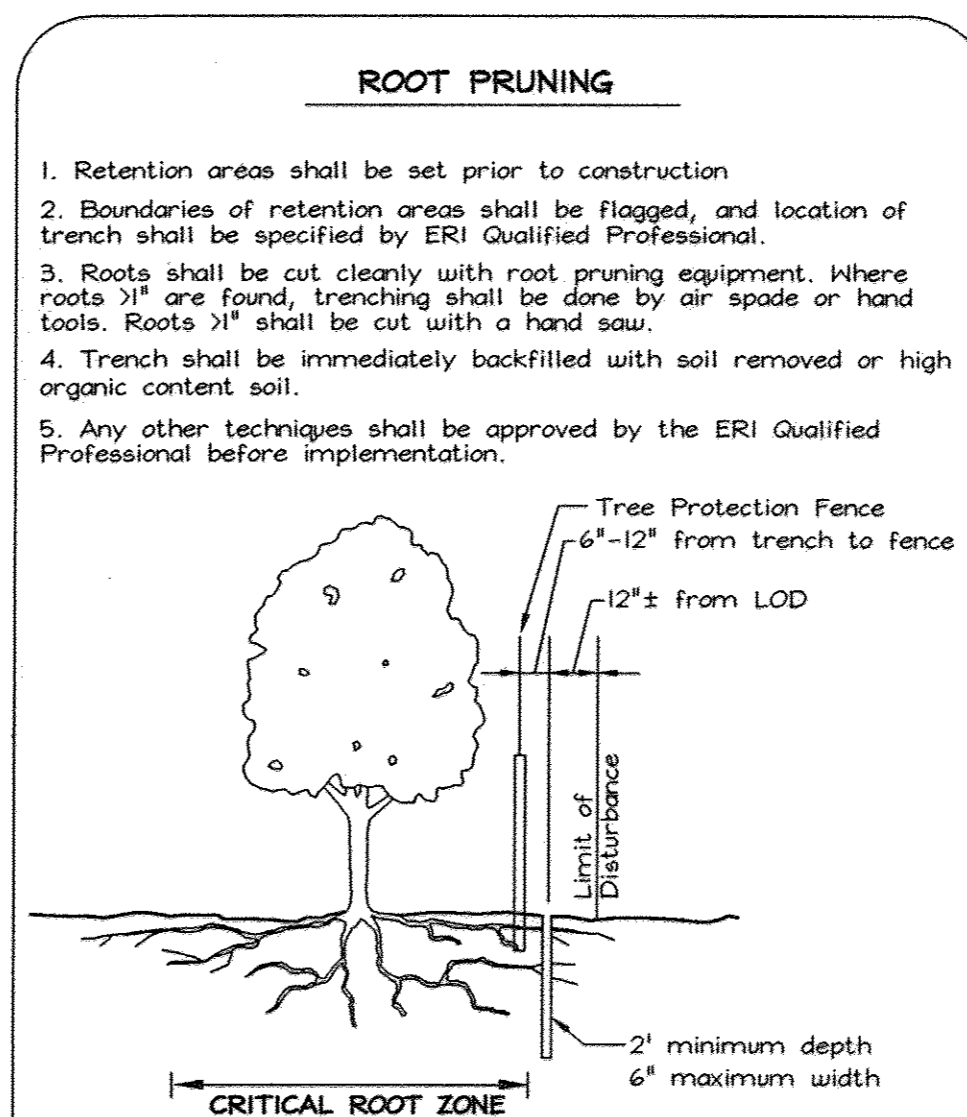 ROOT PRUNING
1. Retention areas shall be set prior to construction
2. Boundaries of retention areas shall be flagged, and location of
trench shall be specified by ERI Qualified Professional.
3. Roots shall be cut cleanly with root pruning equipment. Where
roots >1" are found, trenching shall be done by air spade or hand
tools. Roots >1" shall be cut with a hand saw.
4. Trench shall be immediately backfilled with soil removed or high
organic content soil.
5. Any other techniques shall be approved by the ERI Qualified
Professional before implementation.
Tree Protection Fence
6"-12" from trench to fence
12"± from LOD
Limit of
Disturbance
2' minimum depth
6" maximum width
CRITICAL ROOT ZONE